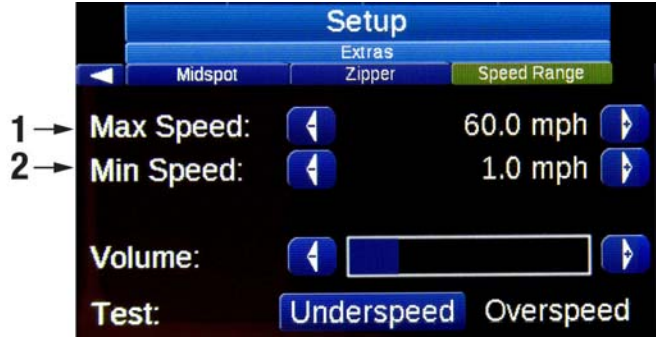 Setup
Extras
Midspot Zipper Speed Range
1 Max Speed: - 60.0 mph +
2 Min Speed: - 1.0 mph +
Volume: - +
Test: Underspeed Overspeed